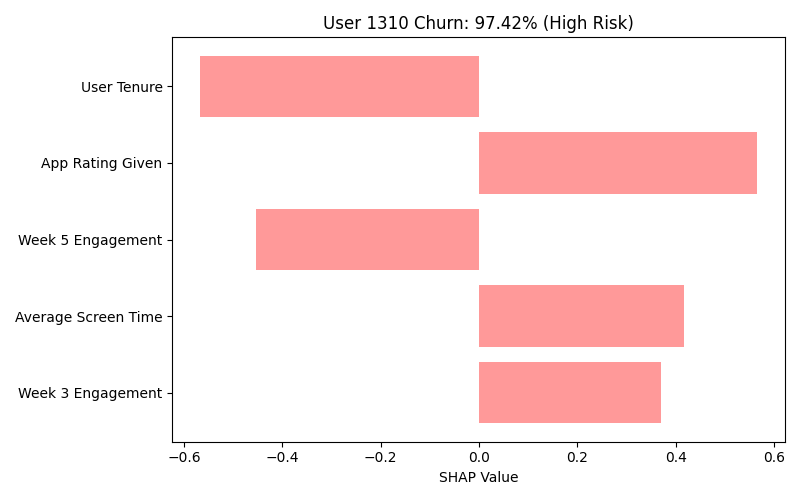 User 1310 Churn: 97.42% (High Risk)
User Tenure
App Rating Given
Week 5 Engagement
Average Screen Time
Week 3 Engagement
−0.6 −0.4 −0.2 0.0 0.2 0.4 0.6
SHAP Value